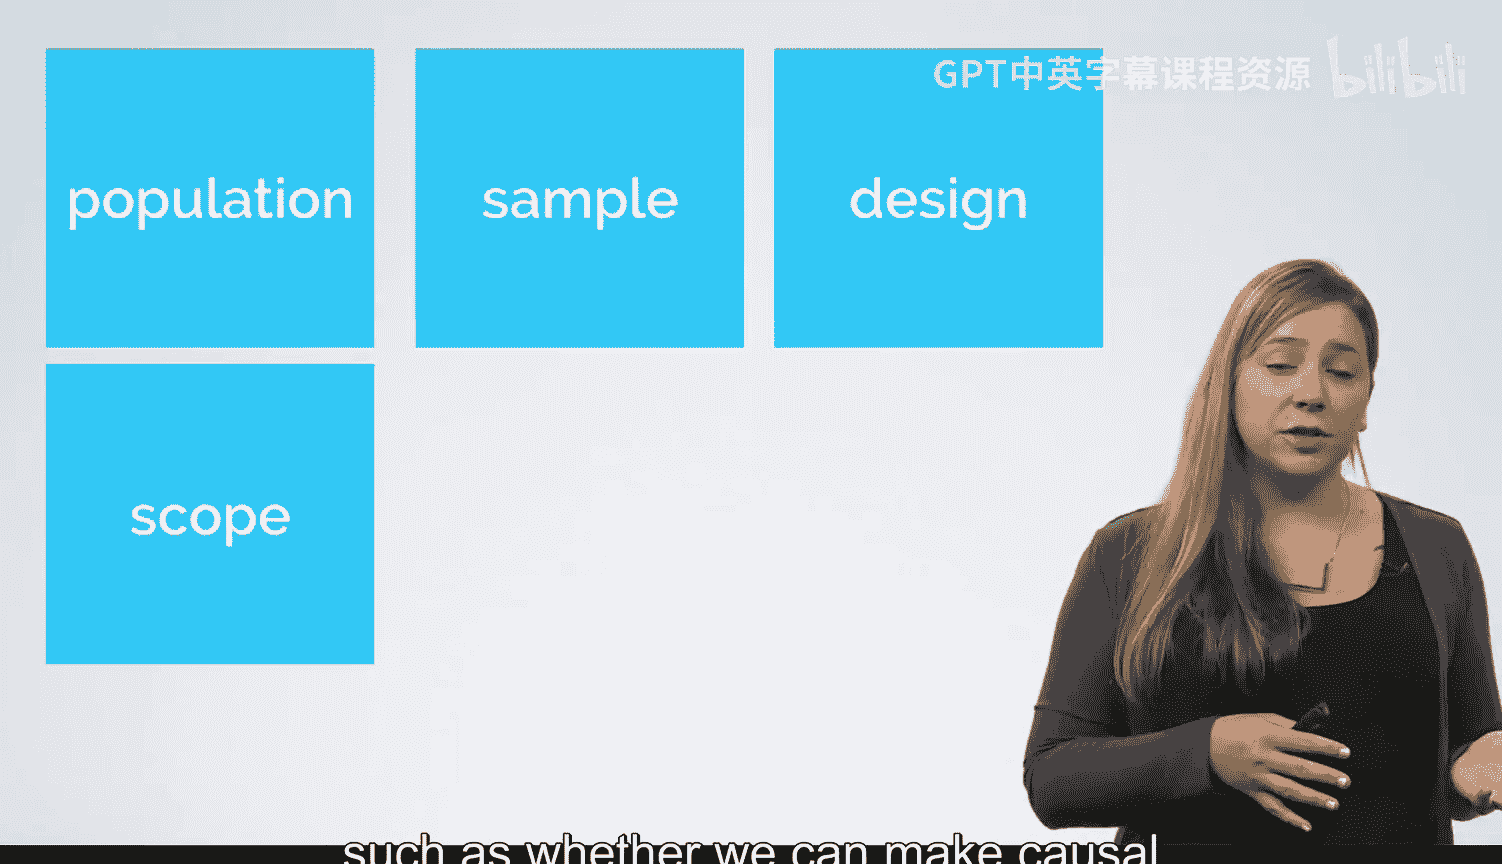 GPT中英字幕课程资源 bilibili
population
sample
design
scope
such as whether we can make causal